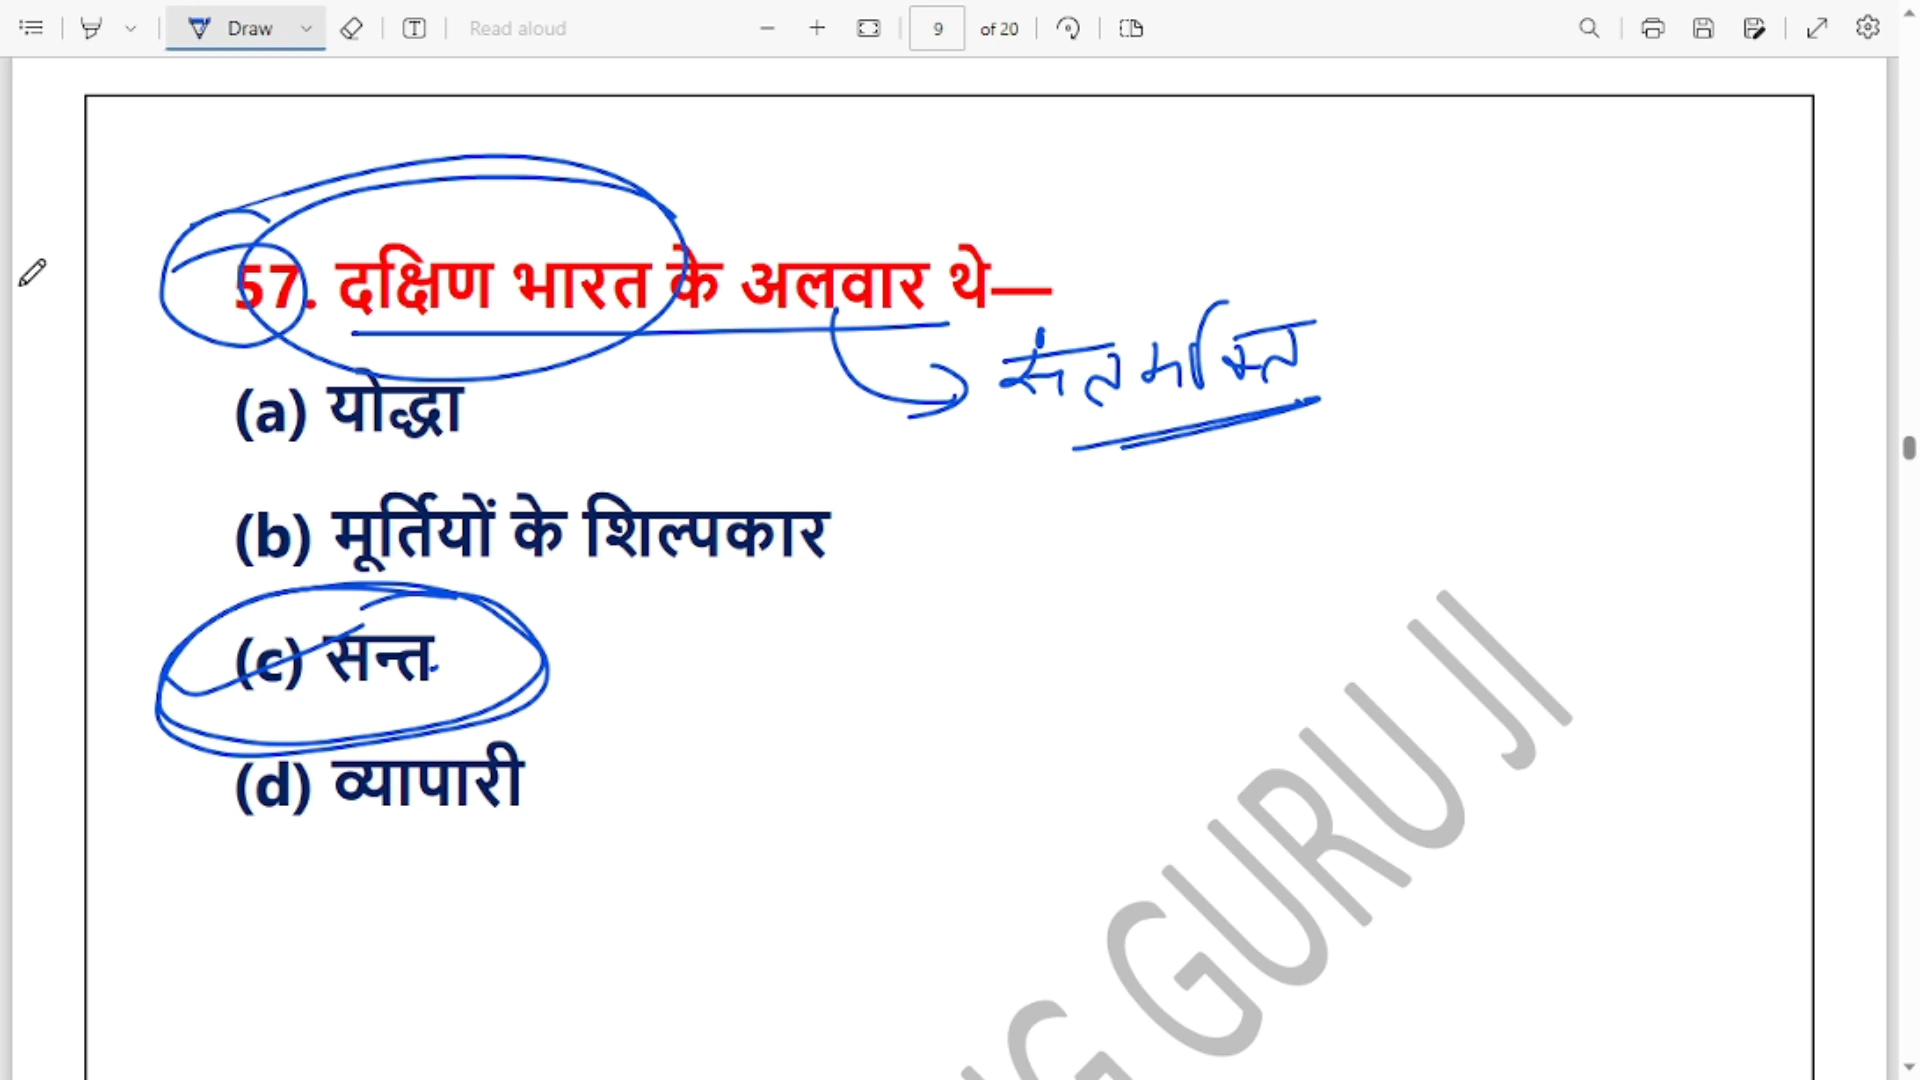 Draw
Read aloud
9 of 20
57. दक्षिण भारत के अलवार थे—
संत भक्ति
(a) योद्धा
(b) मूर्तियों के शिल्पकार
(c) सन्त
(d) व्यापारी
G GURU JI